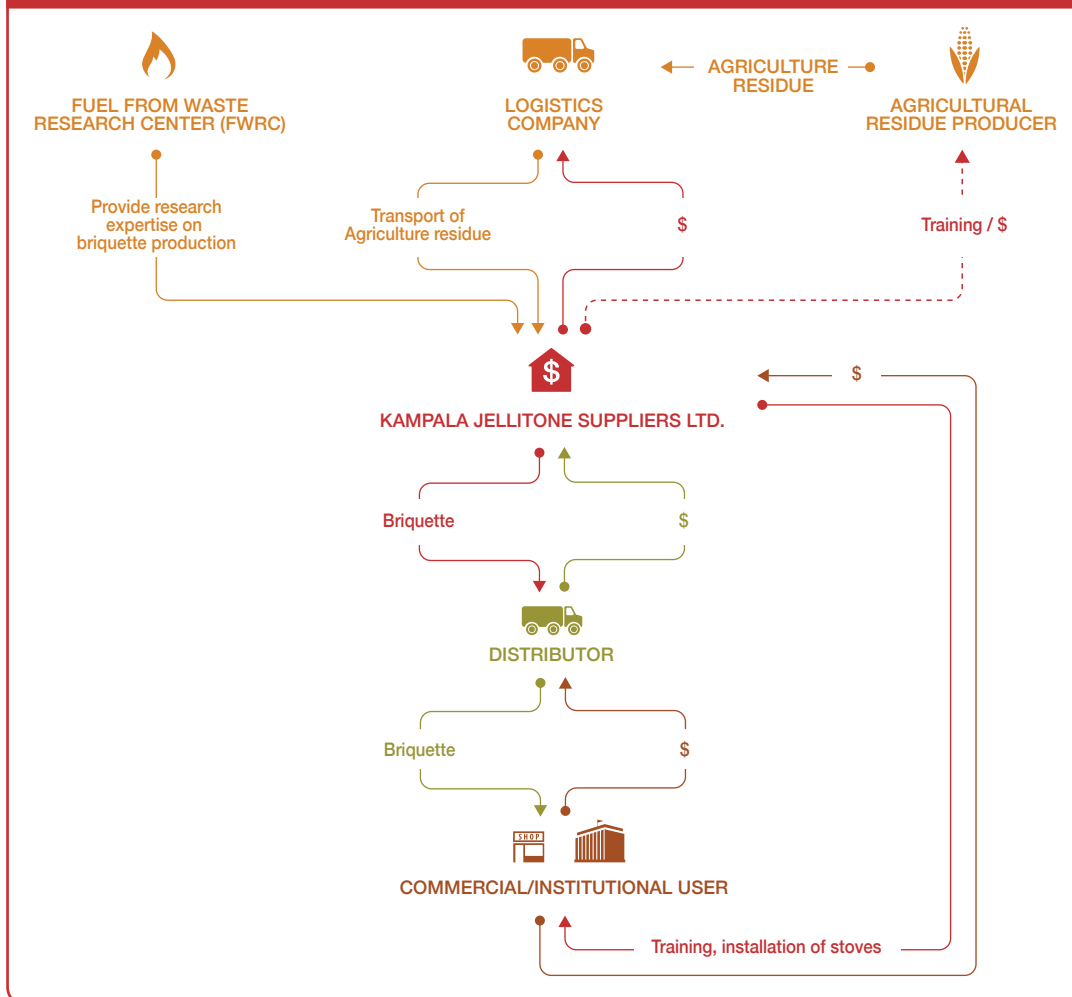 FUEL FROM WASTE
RESEARCH CENTER (FWRC)
LOGISTICS
COMPANY
AGRICULTURE
RESIDUE
AGRICULTURAL
RESIDUE PRODUCER
Provide research
expertise on
briquette production
Transport of
Agriculture residue
$
Training / $
$
KAMPALA JELLITONE SUPPLIERS LTD.
$
Briquette
$
DISTRIBUTOR
Briquette
$
SHOP
COMMERCIAL/INSTITUTIONAL USER
Training, installation of stoves